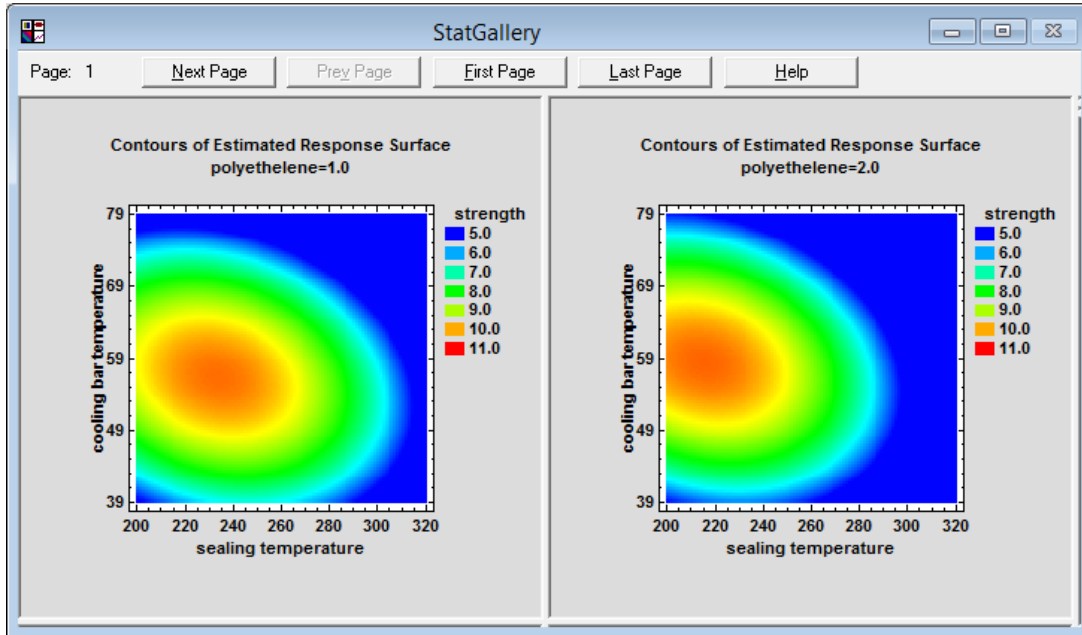 StatGallery
Page: 1 Next Page Prev Page First Page Last Page Help
Contours of Estimated Response Surface
polyethelene=1.0
strength
5.0
6.0
7.0
8.0
9.0
10.0
11.0
cooling bar temperature
79
69
59
49
39
200 220 240 260 280 300 320
sealing temperature
Contours of Estimated Response Surface
polyethelene=2.0
strength
5.0
6.0
7.0
8.0
9.0
10.0
11.0
cooling bar temperature
79
69
59
49
39
200 220 240 260 280 300 320
sealing temperature